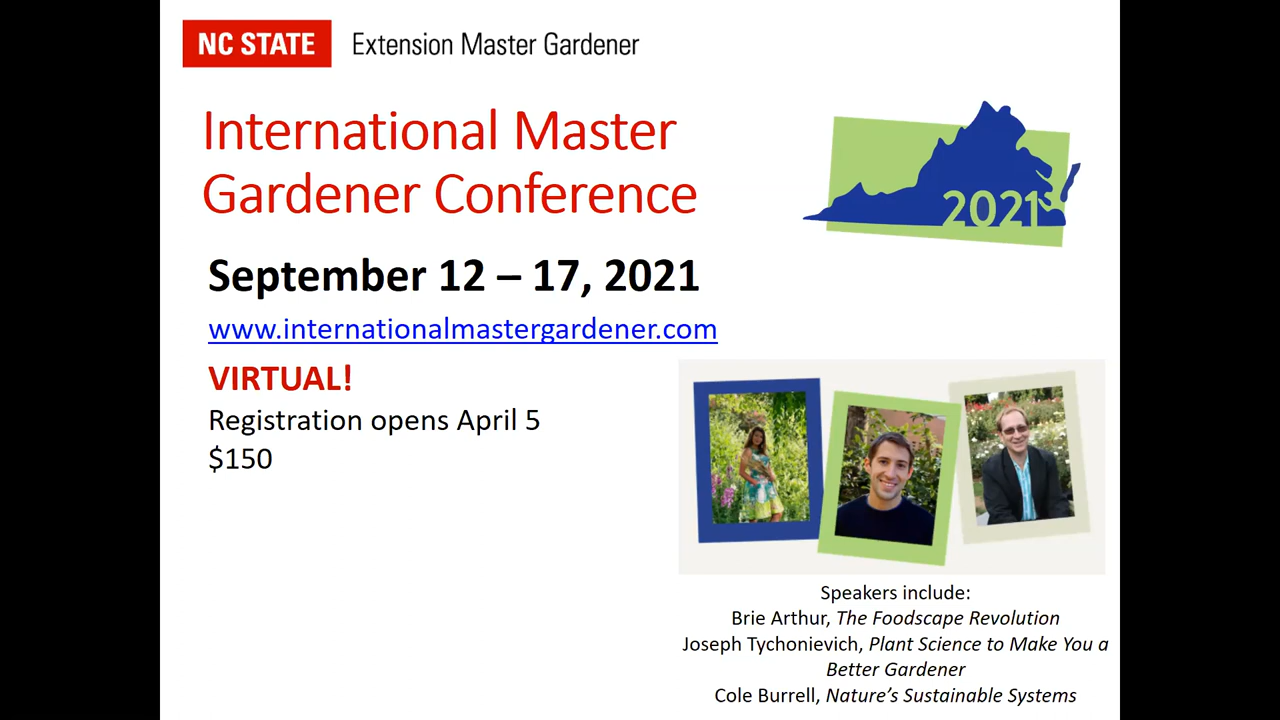 NC STATE Extension Master Gardener
International Master
Gardener Conference
2021
September 12 – 17, 2021
www.internationalmastergardener.com
VIRTUAL!
Registration opens April 5
$150
Speakers include:
Brie Arthur, The Foodscape Revolution
Joseph Tychonievich, Plant Science to Make You a
Better Gardener
Cole Burrell, Nature’s Sustainable Systems